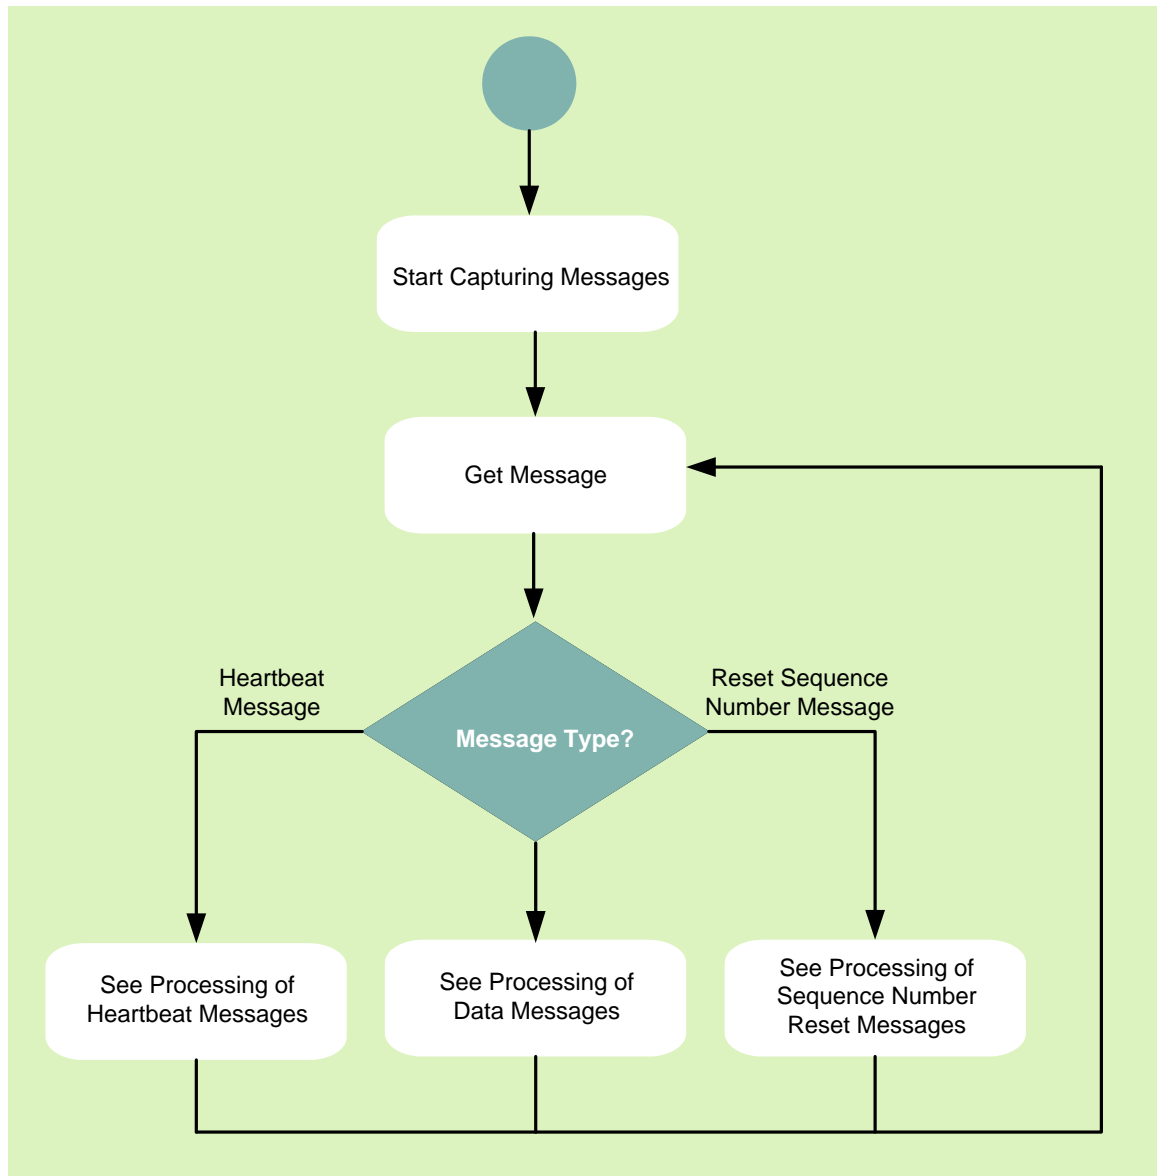 Start Capturing Messages
Get Message
Heartbeat
Message
Reset Sequence
Number Message
Message Type?
See Processing of
Heartbeat Messages
See Processing of
Data Messages
See Processing of
Sequence Number
Reset Messages